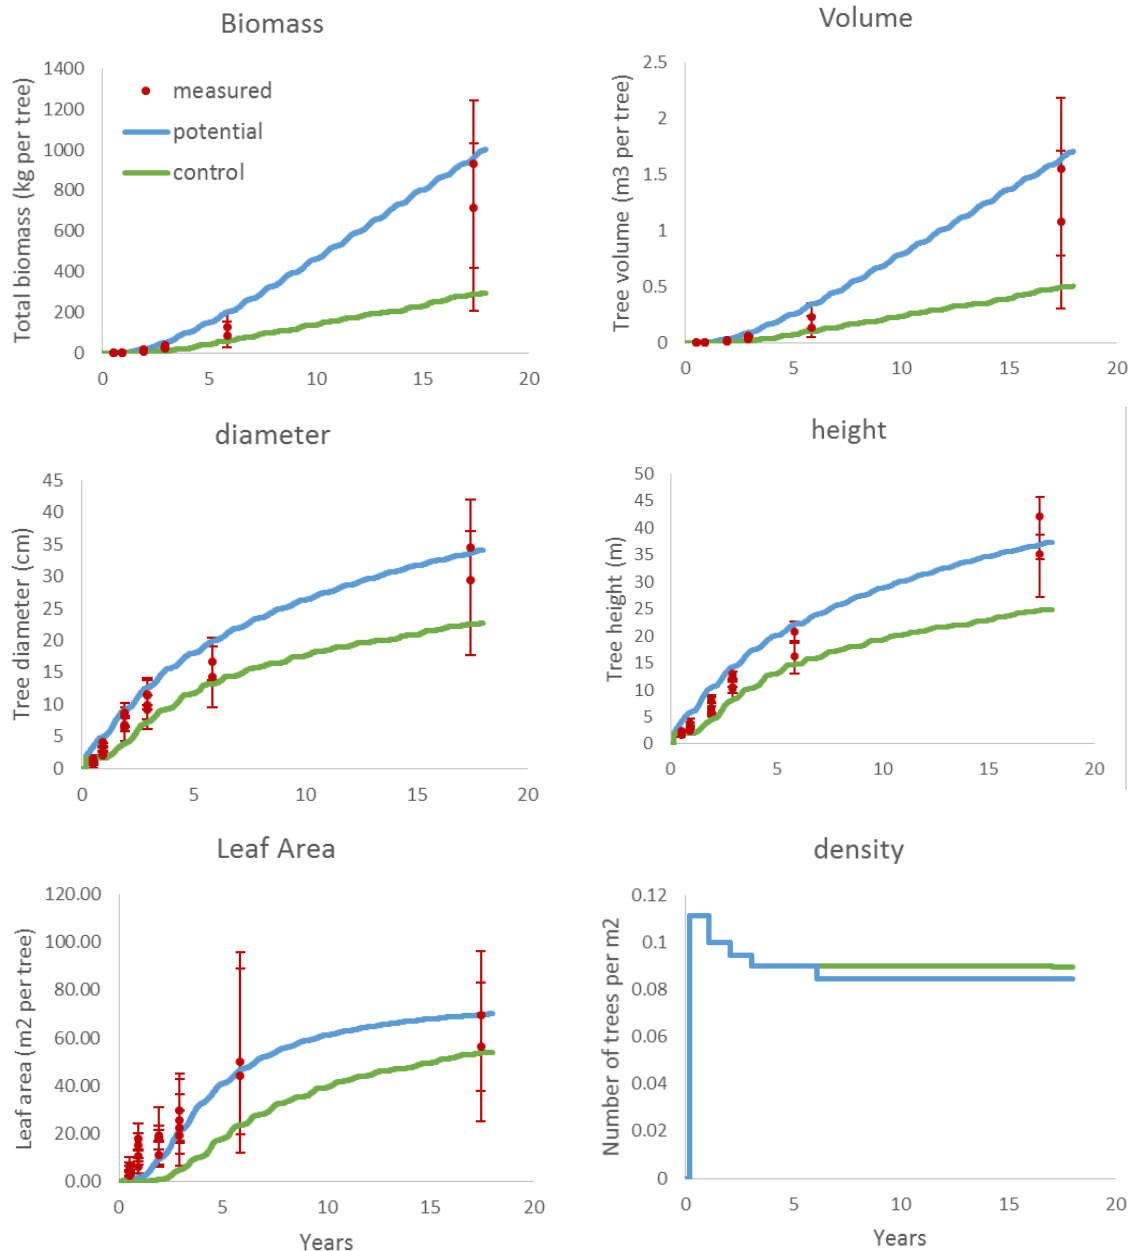 Biomass
Total biomass (kg per tree)
1400
1200
1000
800
600
400
200
0
0 5 10 15 20
measured
potential
control
Volume
Tree volume (m3 per tree)
2.5
2
1.5
1
0.5
0
0 5 10 15 20
diameter
Tree diameter (cm)
45
40
35
30
25
20
15
10
5
0
0 5 10 15 20
height
Tree height (m)
50
45
40
35
30
25
20
15
10
5
0
0 5 10 15 20
Leaf Area
Leaf area (m2 per tree)
120.00
100.00
80.00
60.00
40.00
20.00
0.00
0 5 10 15 20
Years
density
Number of trees per m2
0.12
0.1
0.08
0.06
0.04
0.02
0
0 5 10 15 20
Years